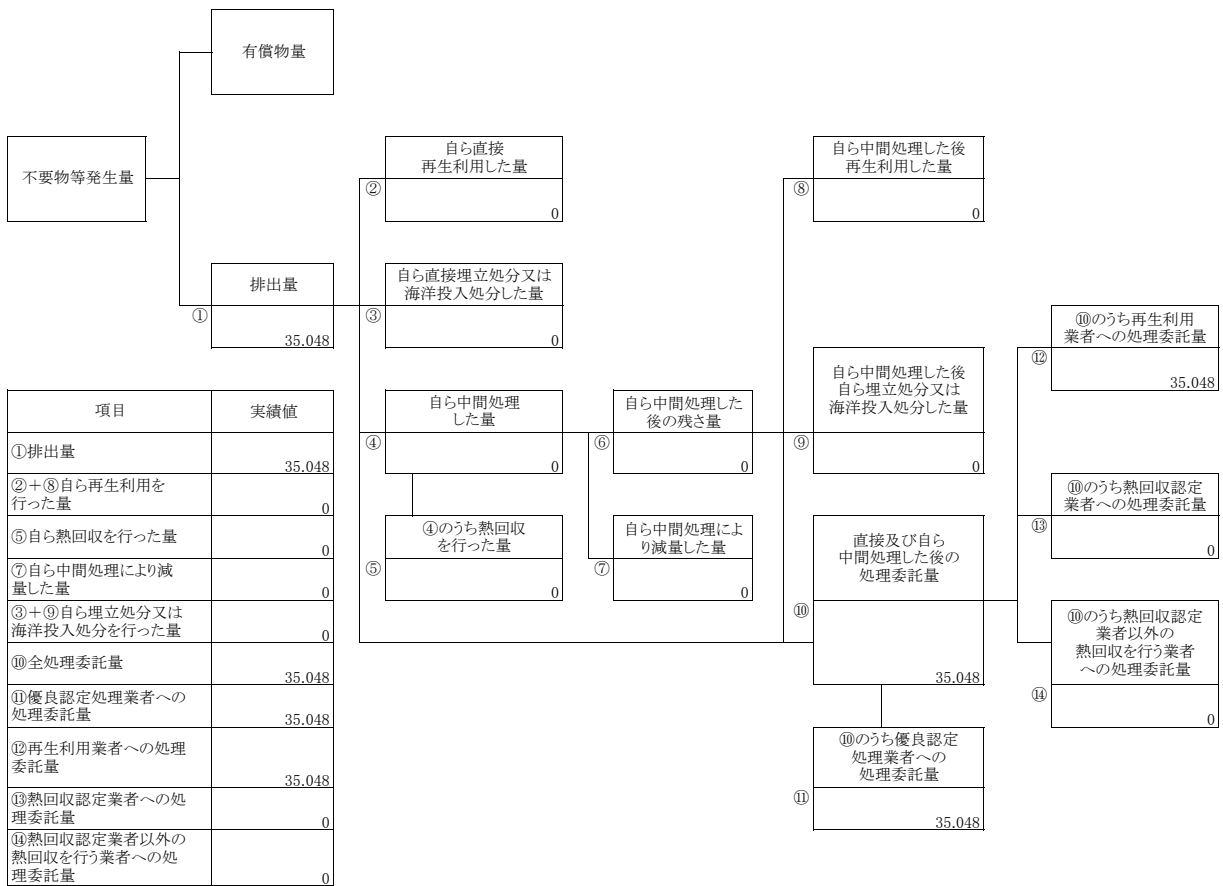 有償物量
不要物等発生量
自ら直接
再生利用した量
②
0
自ら中間処理した後
再生利用した量
⑧
0
排出量
①
35.048
自ら直接埋立処分又は
海洋投入処分した量
③
0
自ら中間処理
した量
④
0
自ら中間処理した
後の残さ量
⑥
0
自ら中間処理した後
自ら埋立処分又は
海洋投入処分した量
⑨
0
④のうち熱回収
を行った量
⑤
0
自ら中間処理によ
り減量した量
⑦
0
直接及び自ら
中間処理した後の
処理委託量
⑩
35.048
⑩のうち優良認定
処理業者への
処理委託量
⑪
35.048
⑩のうち再生利用
業者への処理委託量
⑫
35.048
⑩のうち熱回収認定
業者への処理委託量
⑬
0
⑩のうち熱回収認定
業者以外の
熱回収を行う業者
への処理委託量
⑭
0
項目 実績値
①排出量
35.048
②+⑧自ら再生利用を
行った量
0
⑤自ら熱回収を行った量
0
⑦自ら中間処理により減
量した量
0
③+⑨自ら埋立処分又は
海洋投入処分を行った量
0
⑩全処理委託量
35.048
⑪優良認定処理業者への
処理委託量
35.048
⑫再生利用業者への処理
委託量
35.048
⑬熱回収認定業者への処
理委託量
0
⑭熱回収認定業者以外の
熱回収を行う業者への処
理委託量
0